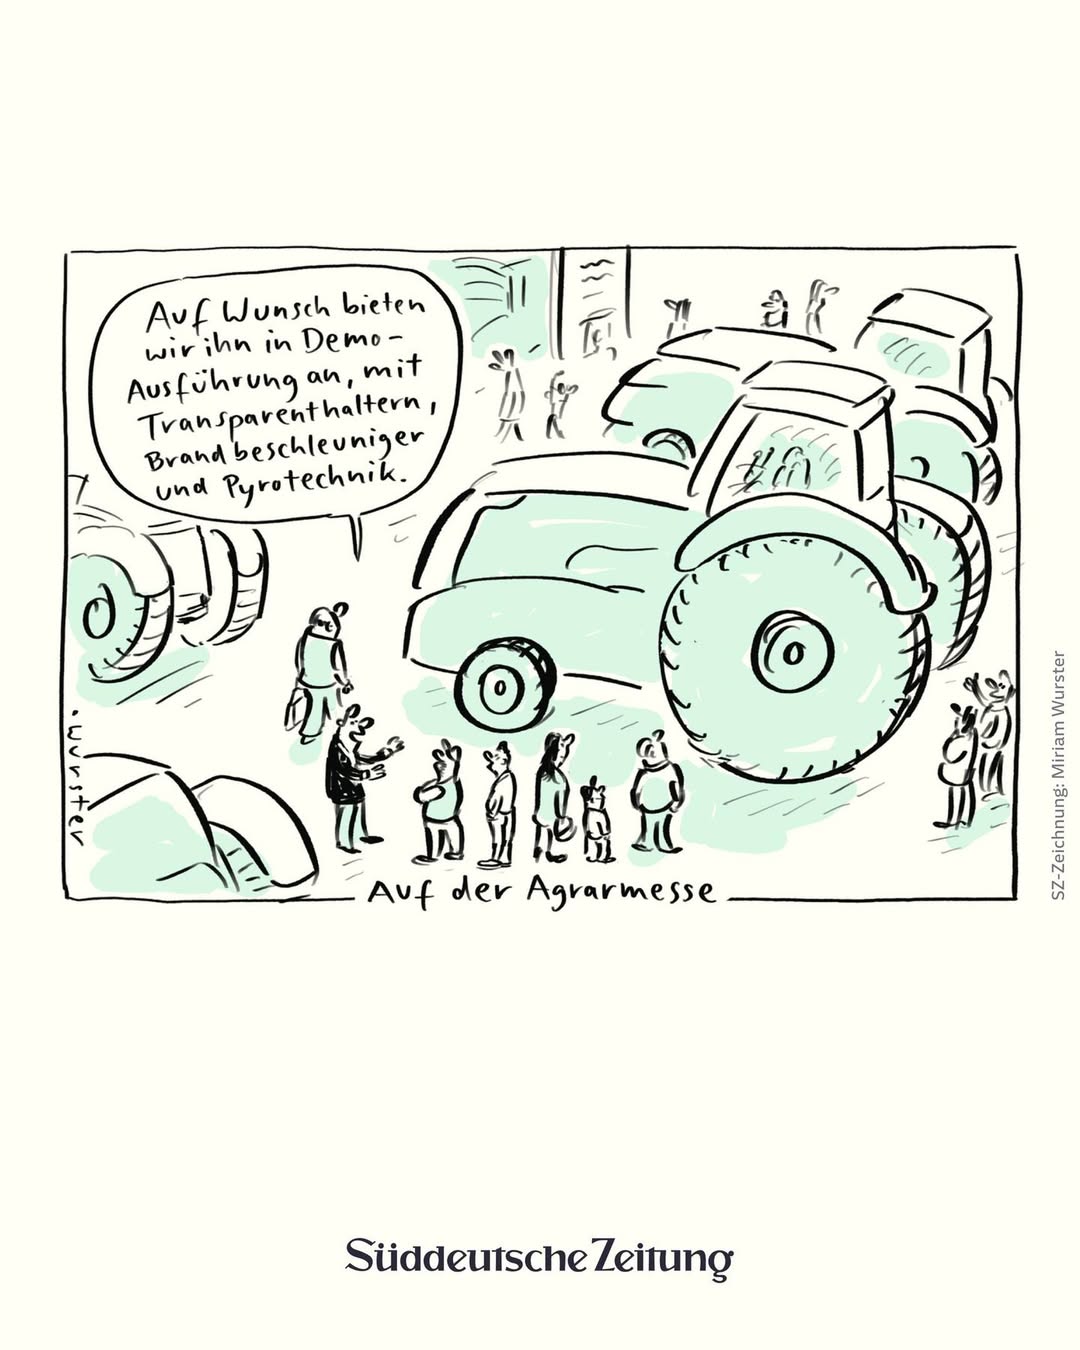 Auf Wunsch bieten
wir ihn in Demo-
Ausführung an, mit
Transparenthaltern,
Brandbeschleuniger
und Pyrotechnik.
.wurster
Auf der Agrarmesse
SZ-Zeichnung: Miriam Wurster
Süddeutsche Zeitung